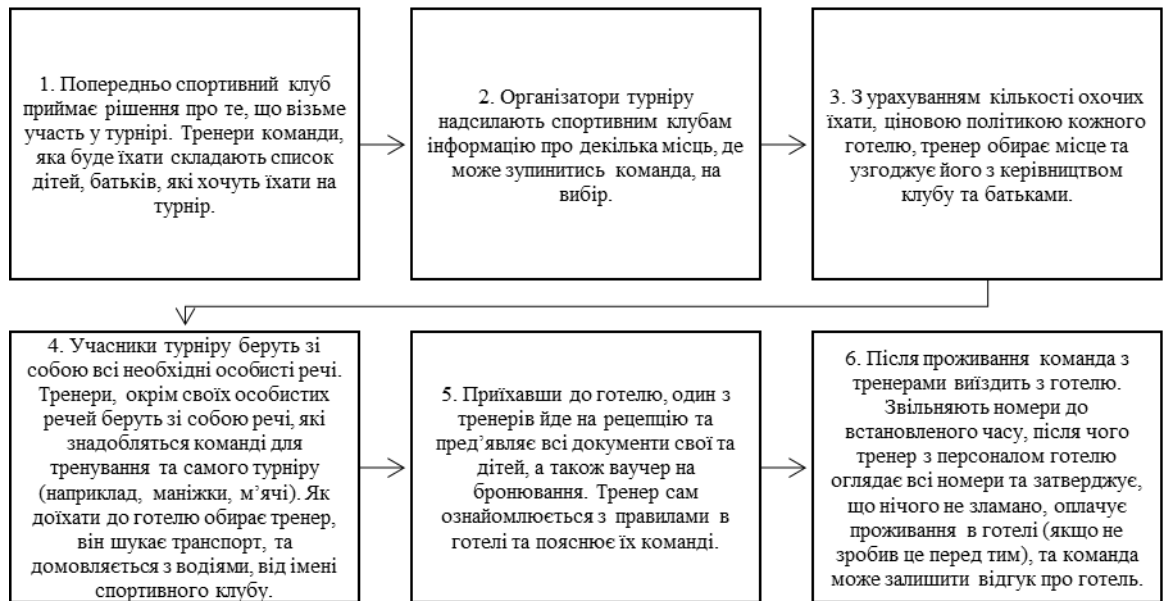 1. Попередньо спортивний клуб
приймає рішення про те, що візьме
участь у турнірі. Тренери команди,
яка буде їхати складають список
дітей, батьків, які хочуть їхати на
турнір.
2. Організатори турніру
надсилають спортивним клубам
інформацію про декілька місць, де
може зупинитись команда, на
вибір.
3. З урахуванням кількості охочих
їхати, ціновою політикою кожного
готелю, тренер обирає місце та
узгоджує його з керівництвом
клубу та батьками.
4. Учасники турніру беруть зі
собою всі необхідні особисті речі.
Тренери, окрім своїх особистих
речей беруть зі собою речі, які
знадобляться команді для
тренування та самого турніру
(наприклад, маніжки, м’ячі). Як
доїхати до готелю обирає тренер,
він шукає транспорт, та
домовляється з водіями, від імені
спортивного клубу.
5. Приїхавши до готелю, один з
тренерів йде на рецепцію та
пред’являє всі документи свої та
дітей, а також ваучер на
бронювання. Тренер сам
ознайомлюється з правилами в
готелі та пояснює їх команді.
6. Після проживання команда з
тренерами виїздить з готелю.
Звільняють номери до
встановленого часу, після чого
тренер з персоналом готелю
оглядає всі номери та затверджує,
що нічого не зламано, оплачує
проживання в готелі (якщо не
зробив це перед тим), та команда
може залишити відгук про готель.